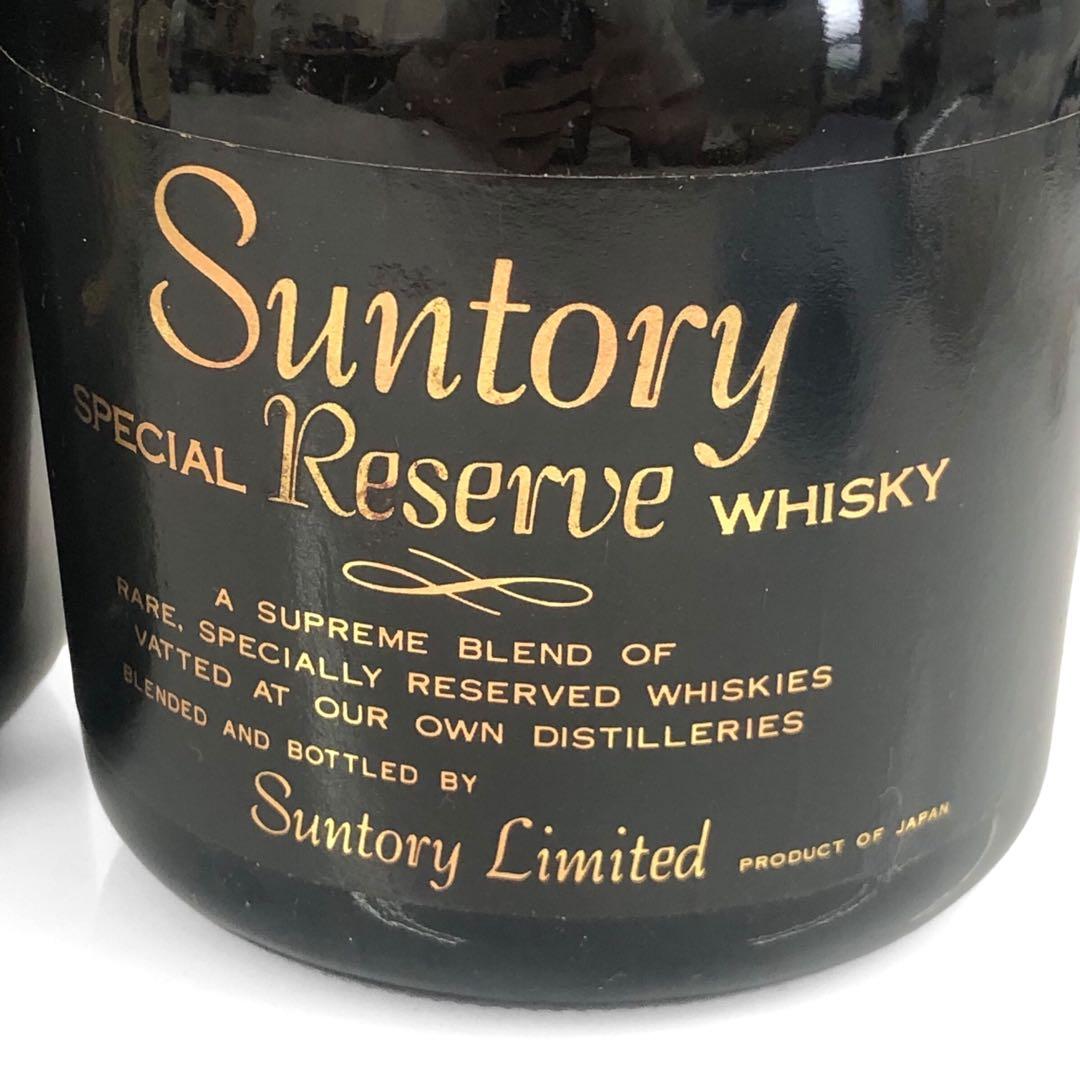 Suntory
SPECIAL Reserve WHISKY
A SUPREME BLEND OF
RARE, SPECIALLY RESERVED WHISKIES
VATTED AT OUR OWN DISTILLERIES
BLENDED AND BOTTLED BY
Suntory Limited PRODUCT OF JAPAN